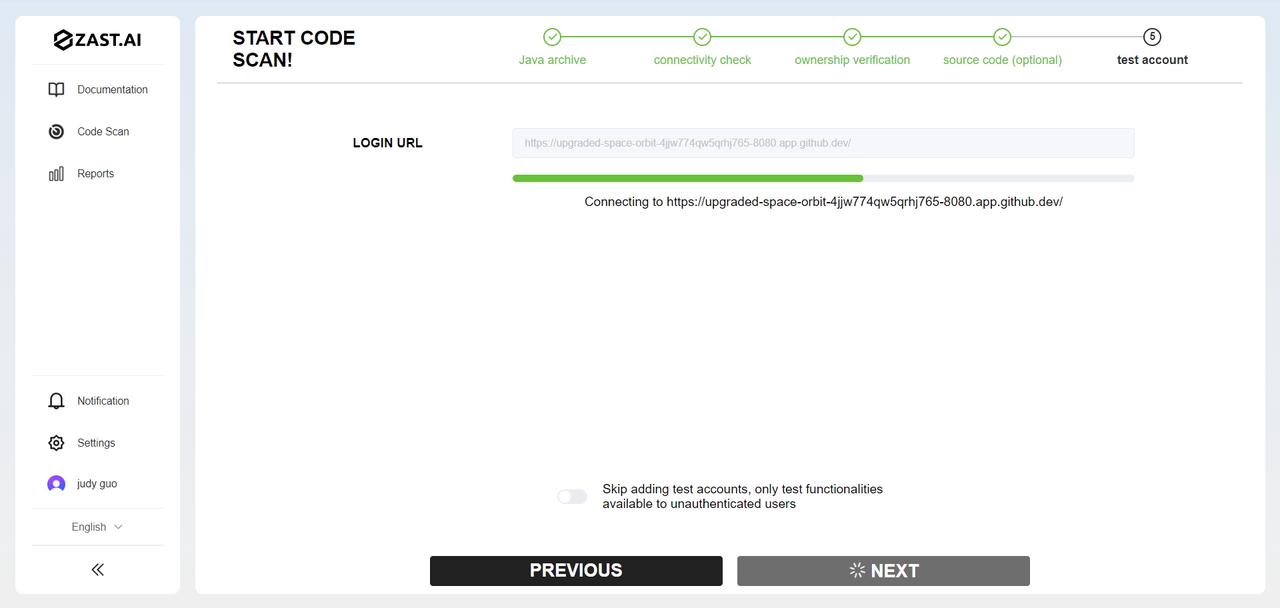 ZAST.AI
Documentation
Code Scan
Reports
Notification
Settings
judy guo
English
START CODE
SCAN!
Java archive
connectivity check
ownership verification
source code (optional)
5
test account
LOGIN URL
https://upgraded-space-orbit-4jjw774qw5qrhj765-8080.app.github.dev/
Connecting to https://upgraded-space-orbit-4jjw774qw5qrhj765-8080.app.github.dev/
Skip adding test accounts, only test functionalities
available to unauthenticated users
PREVIOUS
NEXT